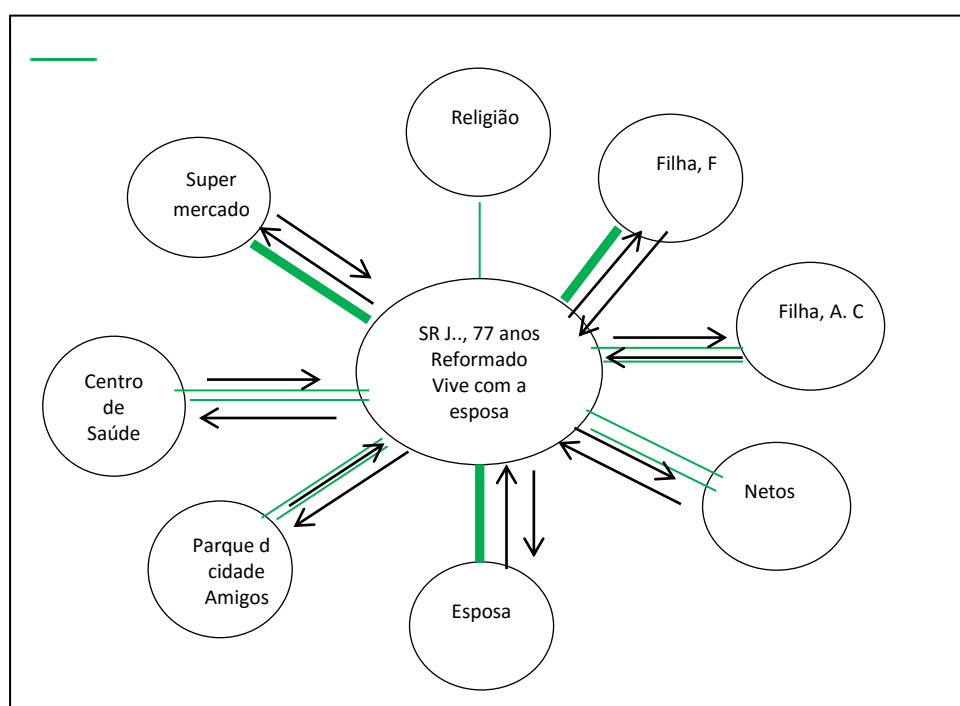 Religião
Filha, F
Super
mercado
Filha, A. C
SR J.., 77 anos
Reformado
Vive com a
esposa
Centro
de
Saúde
Netos
Parque d
cidade
Amigos
Esposa